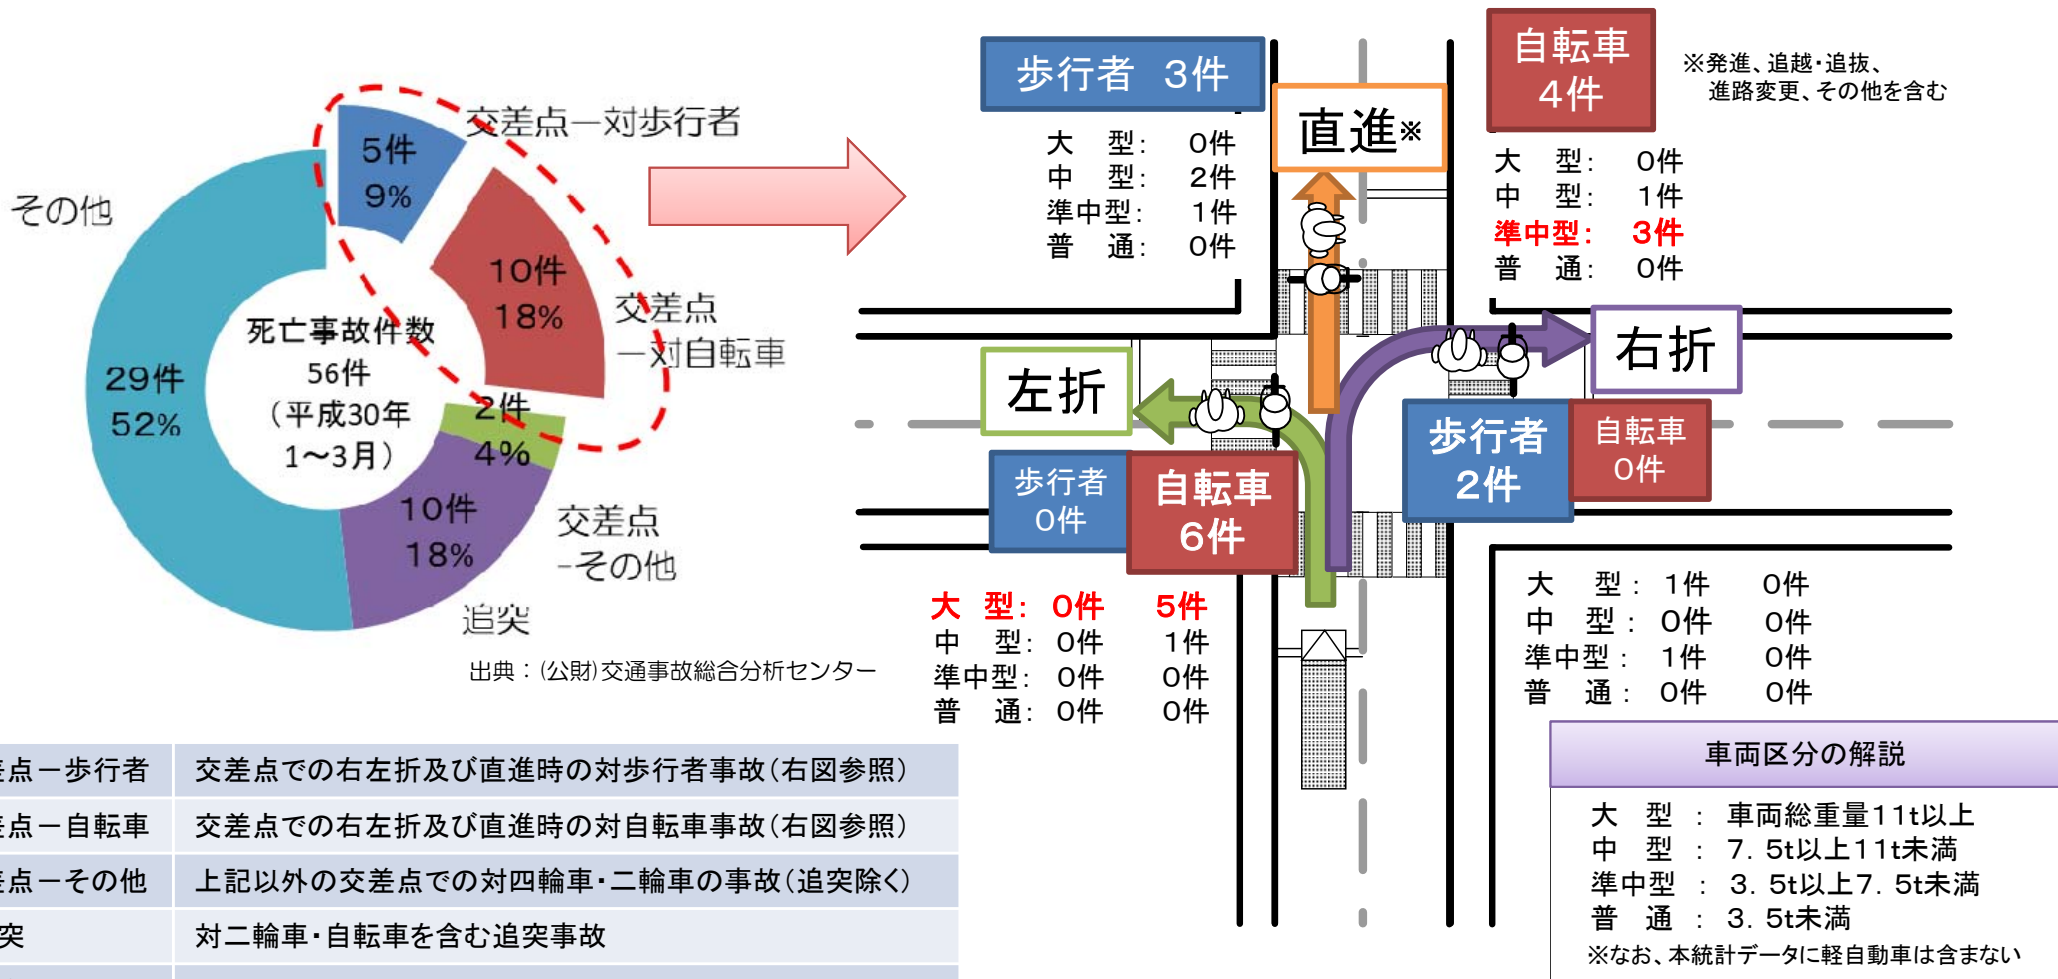 交差点－対歩行者
5件
9%
その他
10件
18%
交差点
－対自転車
死亡事故件数
56件
(平成30年
1～3月)
29件
52%
2件
4%
10件
18%
交差点
-その他
追突
出典：(公財)交通事故総合分析センター
歩行者 3件
大 型： 0件
中 型： 2件
準中型： 1件
普 通： 0件
直進※
自転車
4件
※発進、追越・追抜、
進路変更、その他を含む
大 型： 0件
中 型： 1件
準中型： 3件
普 通： 0件
左折
右折
歩行者
0件
自転車
6件
歩行者
2件
自転車
0件
大 型： 0件 5件
中 型： 0件 1件
準中型： 0件 0件
普 通： 0件 0件
大 型： 1件 0件
中 型： 0件 0件
準中型： 1件 0件
普 通： 0件 0件
差点－歩行者 交差点での右左折及び直進時の対歩行者事故(右図参照)
差点－自転車 交差点での右左折及び直進時の対自転車事故(右図参照)
差点－その他 上記以外の交差点での対四輪車・二輪車の事故(追突除く)
突 対二輪車・自転車を含む追突事故
車両区分の解説
大 型 ： 車両総重量11t以上
中 型 ： 7．5t以上11t未満
準中型 ： 3．5t以上7．5t未満
普 通 ： 3．5t未満
※なお、本統計データに軽自動車は含まない